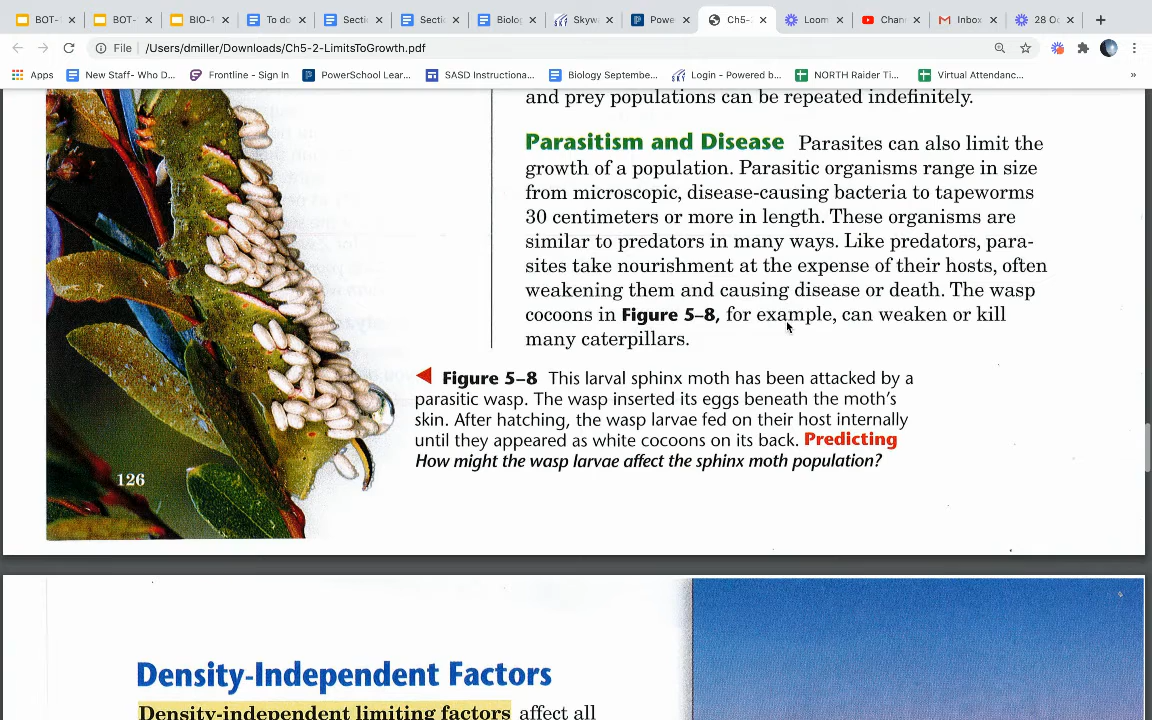 BOT-
BOT-
BIO-1
To do
Secti
Secti
Biolo
Skyw
Powe
Ch5-
Loom
Chan
Inbox
28 Oc
File | /Users/dmiller/Downloads/Ch5-2-LimitsToGrowth.pdf
Apps
New Staff- Who D...
Frontline - Sign In
PowerSchool Lear...
SASD Instructiona...
Biology Septembe...
Login - Powered b...
NORTH Raider Ti...
Virtual Attendanc...
»
and prey populations can be repeated indefinitely.
Parasitism and Disease Parasites can also limit the
growth of a population. Parasitic organisms range in size
from microscopic, disease-causing bacteria to tapeworms
30 centimeters or more in length. These organisms are
similar to predators in many ways. Like predators, para-
sites take nourishment at the expense of their hosts, often
weakening them and causing disease or death. The wasp
cocoons in Figure 5–8, for example, can weaken or kill
many caterpillars.
Figure 5–8 This larval sphinx moth has been attacked by a
parasitic wasp. The wasp inserted its eggs beneath the moth's
skin. After hatching, the wasp larvae fed on their host internally
until they appeared as white cocoons on its back. Predicting
How might the wasp larvae affect the sphinx moth population?
126
Density-Independent Factors
Density-independent limiting factors affect all